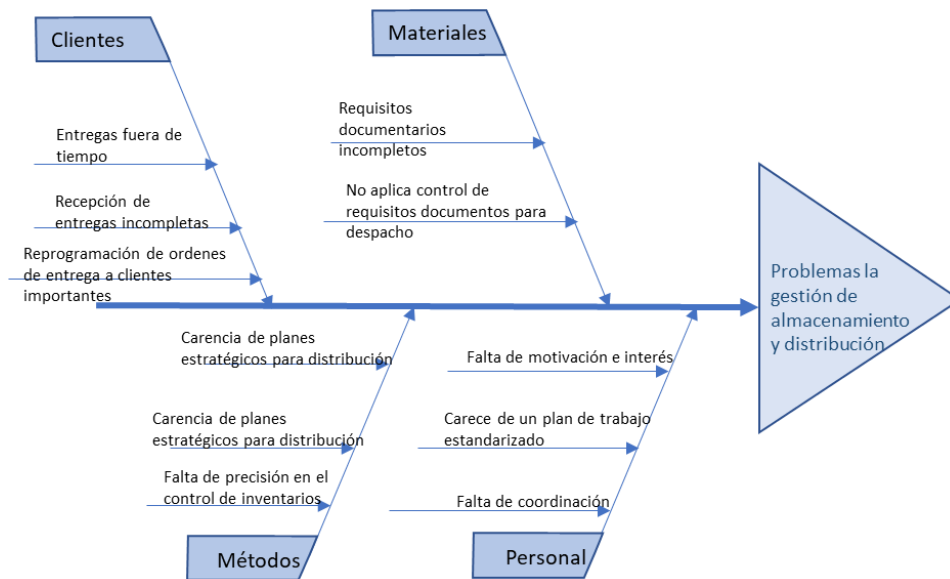 Clientes
Materiales
Entregas fuera de
tiempo
Recepción de
entregas incompletas
Reprogramación de ordenes
de entrega a clientes
importantes
Requisitos
documentarios
incompletos
No aplica control de
requisitos documentos para
despacho
Problemas la
gestión de
almacenamiento
y distribución
Carencia de planes
estratégicos para distribución
Carencia de planes
estratégicos para distribución
Falta de precisión en el
control de inventarios
Falta de motivación e interés
Carece de un plan de trabajo
estandarizado
Falta de coordinación
Métodos
Personal